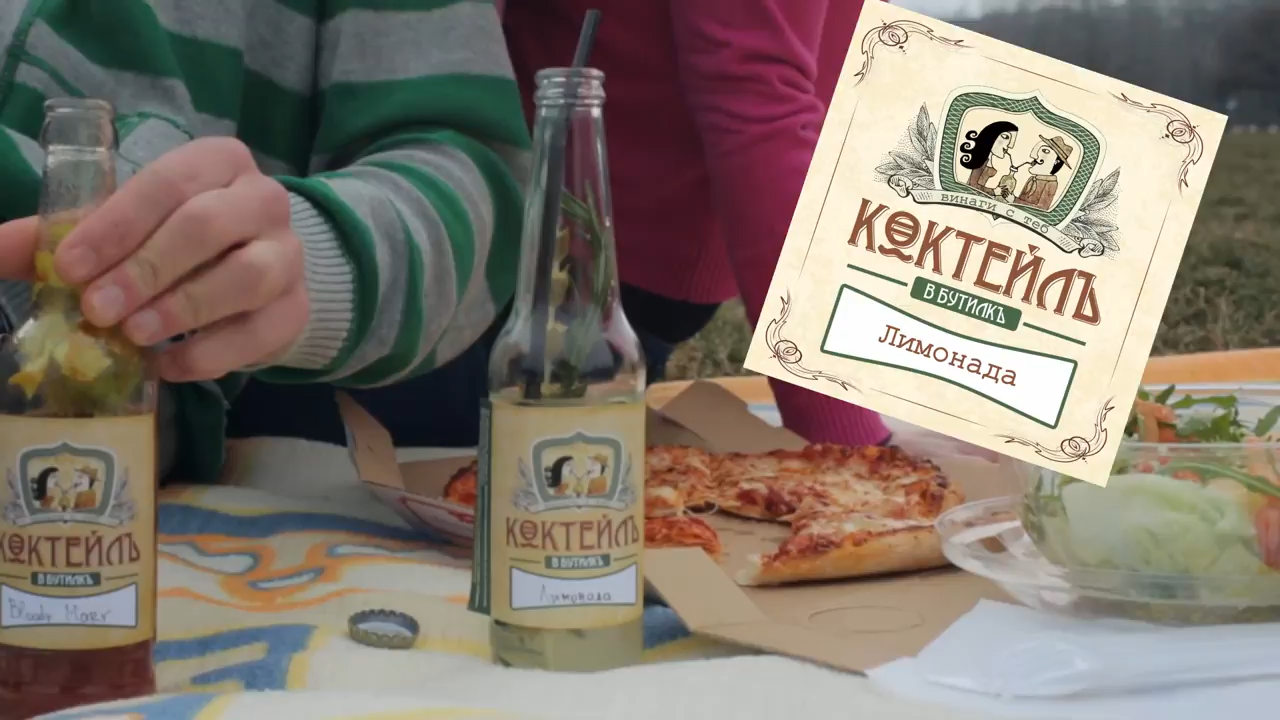 винаги с теб
КОКТЕЙЛЪ
В БУТИЛКЪ
Лимонада
КОКТЕЙЛЪ
В БУТИЛКЪ
Bloody Mary
КОКТЕЙЛЪ
В БУТИЛКЪ
Лимонада